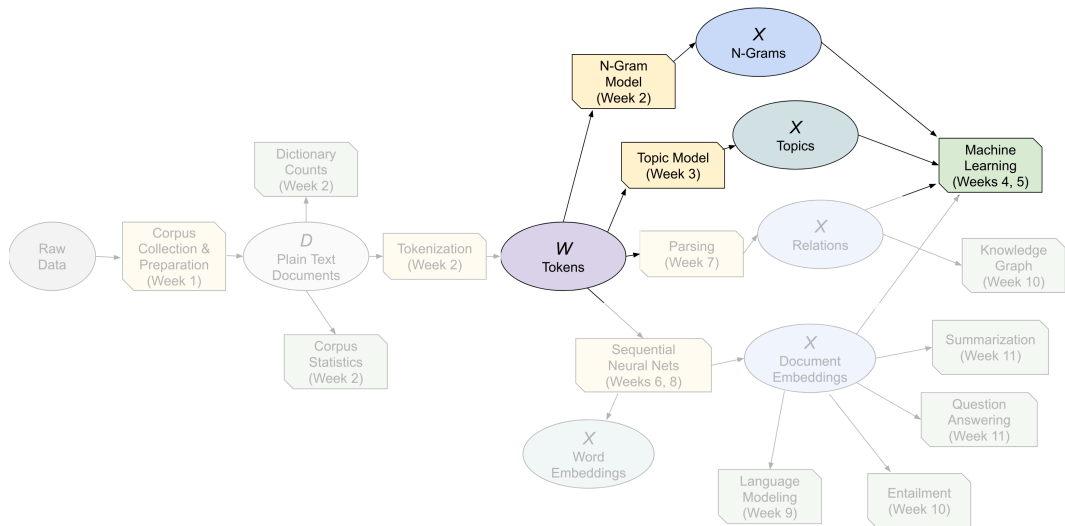 X
N-Grams
N-Gram
Model
(Week 2)
X
Topics
Topic Model
(Week 3)
Machine
Learning
(Weeks 4, 5)
Dictionary
Counts
(Week 2)
Raw
Data
Corpus
Collection &
Preparation
(Week 1)
D
Plain Text
Documents
Tokenization
(Week 2)
W
Tokens
Parsing
(Week 7)
X
Relations
Knowledge
Graph
(Week 10)
Corpus
Statistics
(Week 2)
Sequential
Neural Nets
(Weeks 6, 8)
X
Document
Embeddings
Summarization
(Week 11)
Question
Answering
(Week 11)
X
Word
Embeddings
Language
Modeling
(Week 9)
Entailment
(Week 10)